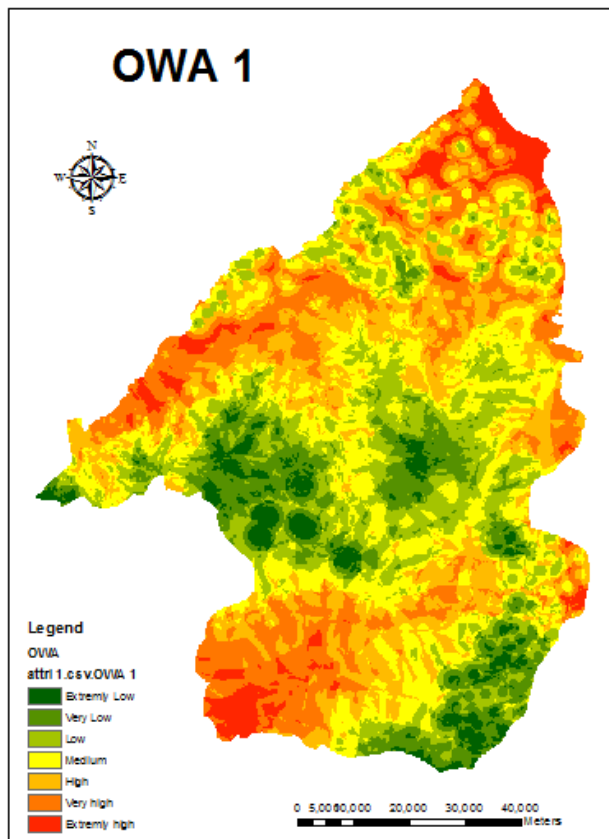 OWA 1
N
W E
S
Legend
OWA
attri 1.csv.OWA 1
Extremly Low
Very Low
Low
Medium
High
Very high
Extremly high
0 5,00010,000 20,000 30,000 40,000
Meters